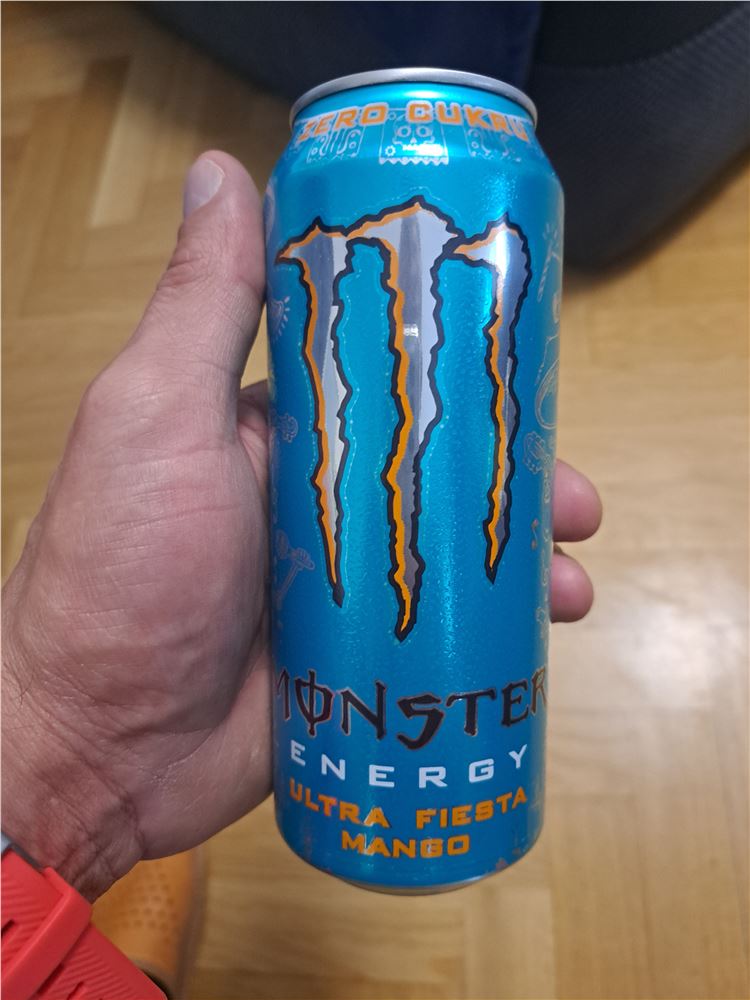 ZERO CUKRU
MONSTER
ENERGY
ULTRA FIESTA
MANGO